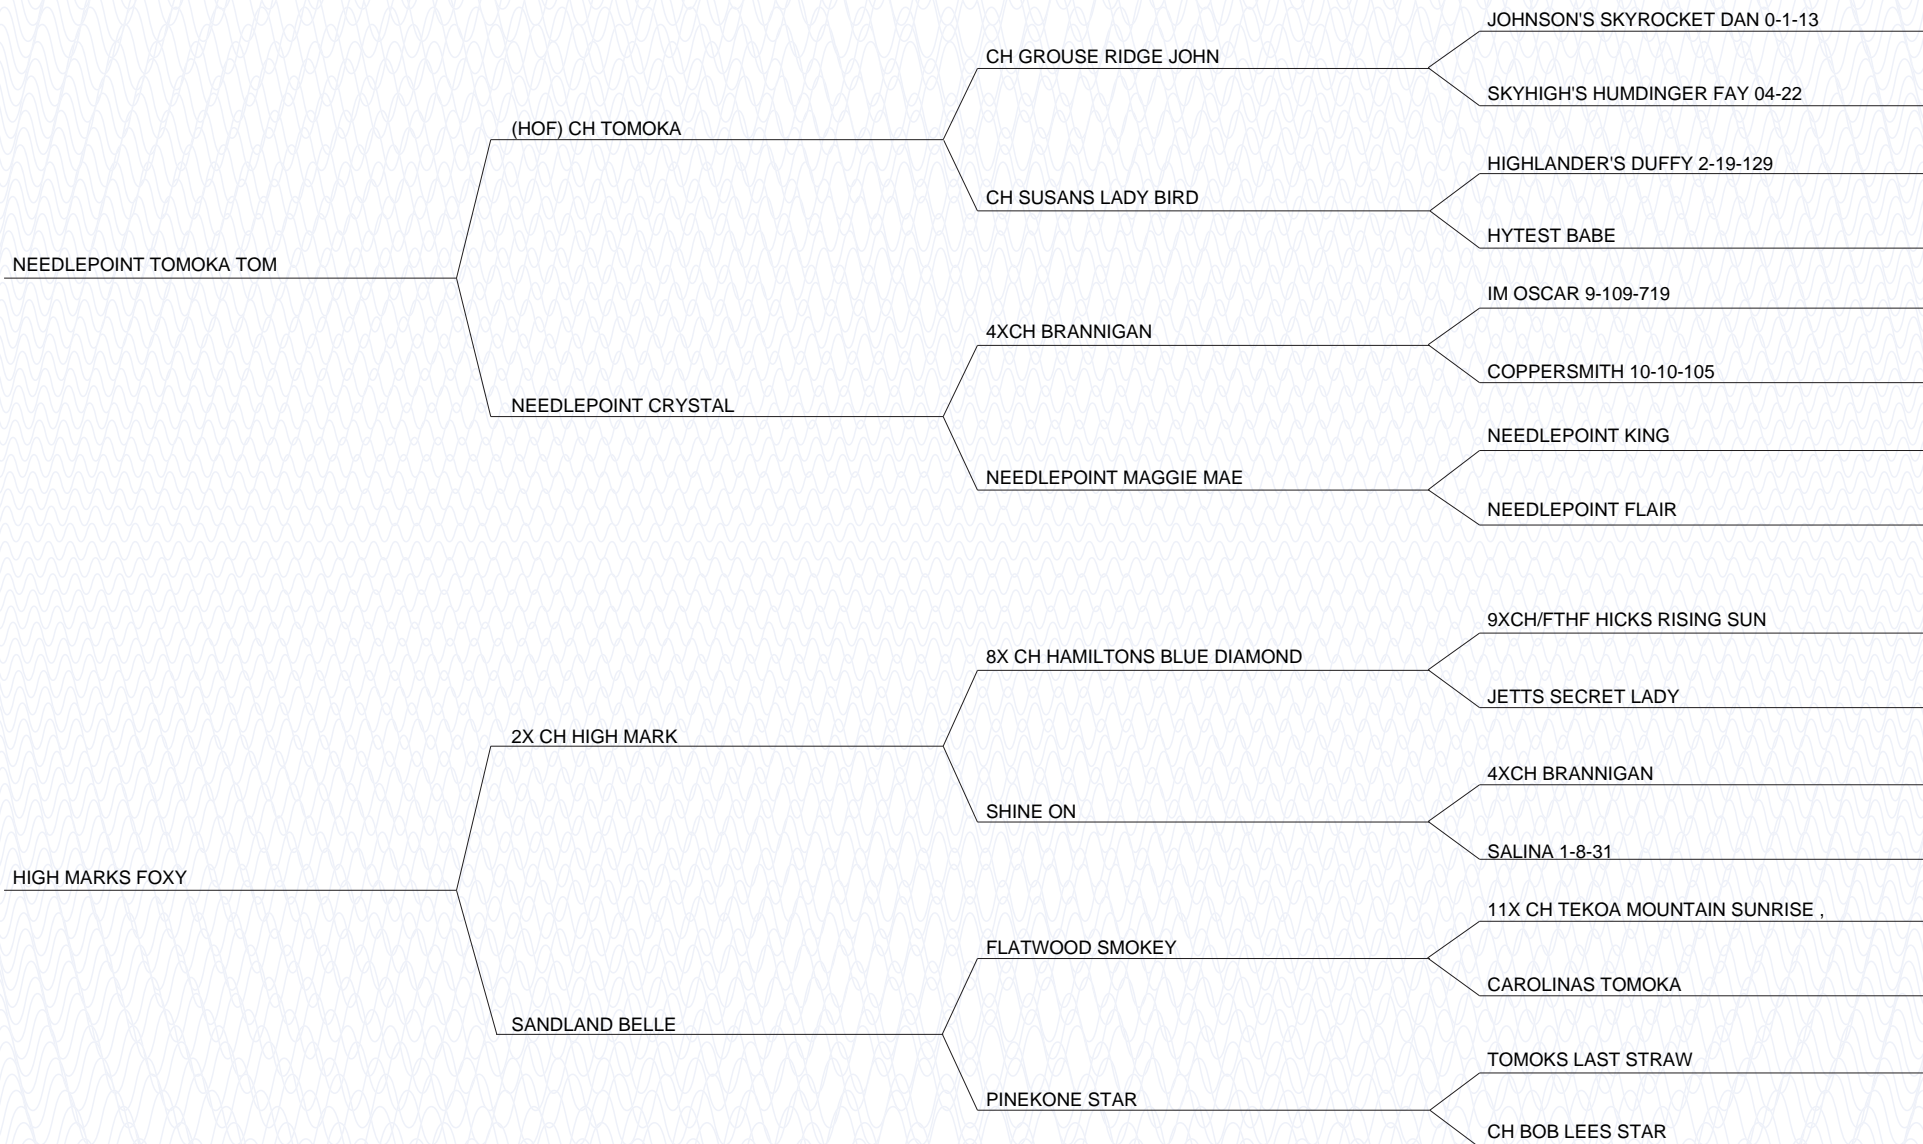 JOHNSON'S SKYROCKET DAN 0-1-13
CH GROUSE RIDGE JOHN
SKYHIGH'S HUMDINGER FAY 04-22
(HOF) CH TOMOKA
HIGHLANDER'S DUFFY 2-19-129
CH SUSANS LADY BIRD
HYTEST BABE
NEEDLEPOINT TOMOKA TOM
IM OSCAR 9-109-719
4XCH BRANNIGAN
COPPERSMITH 10-10-105
NEEDLEPOINT CRYSTAL
NEEDLEPOINT KING
NEEDLEPOINT MAGGIE MAE
NEEDLEPOINT FLAIR
9XCH/FTHF HICKS RISING SUN
8X CH HAMILTONS BLUE DIAMOND
JETTS SECRET LADY
2X CH HIGH MARK
4XCH BRANNIGAN
SHINE ON
SALINA 1-8-31
HIGH MARKS FOXY
11X CH TEKOA MOUNTAIN SUNRISE ,
FLATWOOD SMOKEY
CAROLINAS TOMOKA
SANDLAND BELLE
TOMOKS LAST STRAW
PINEKONE STAR
CH BOB LEES STAR